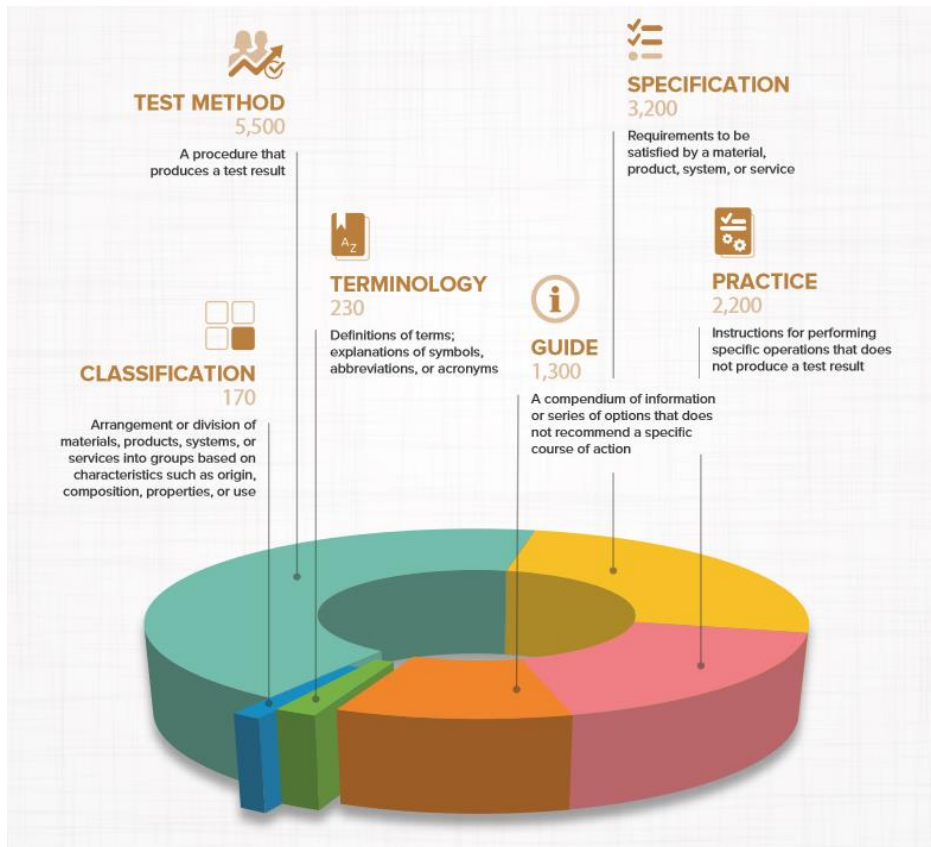 TEST METHOD
5,500
A procedure that
produces a test result
SPECIFICATION
3,200
Requirements to be
satisfied by a material,
product, system, or service
A
Z
TERMINOLOGY
230
Definitions of terms;
explanations of symbols,
abbreviations, or acronyms
i
GUIDE
1,300
A compendium of information
or series of options that does
not recommend a specific
course of action
PRACTICE
2,200
Instructions for performing
specific operations that does
not produce a test result
CLASSIFICATION
170
Arrangement or division of
materials, products, systems, or
services into groups based on
characteristics such as origin,
composition, properties, or use